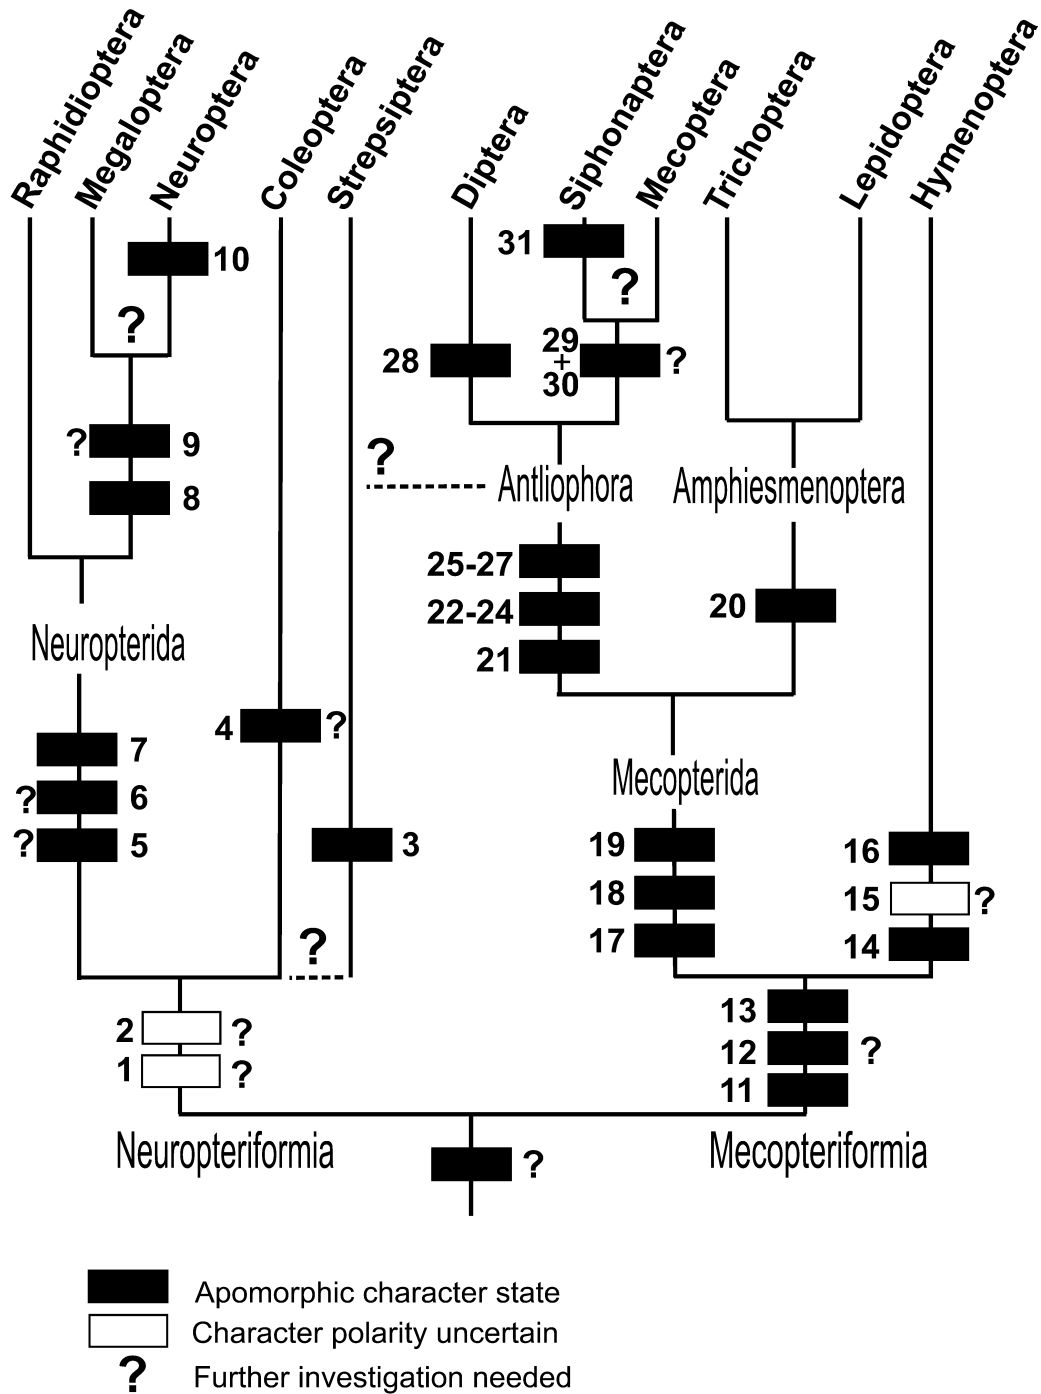 Raphidioptera
Megaloptera
Neuroptera
Coleoptera
Strepsiptera
Diptera
Siphonaptera
Mecoptera
Trichoptera
Lepidoptera
Hymenoptera
31
10
?
?
29
+
30
?
28
? 9
8
?
Antliophora
Amphiesmenoptera
25-27
22-24
21
20
Neuropterida
4 ?
7
? 6
? 5
Mecopterida
3
19
18
17
16
15 ?
14
?
2 ?
1 ?
13
12 ?
11
Neuropteriformia
Mecopteriformia
?
Apomorphic character state
Character polarity uncertain
? Further investigation needed